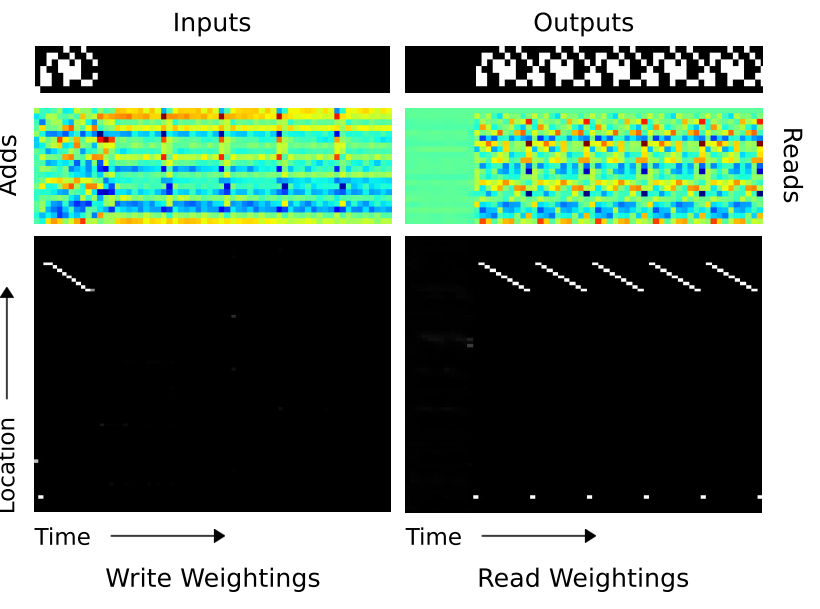 Inputs
Outputs
Adds
Reads
Location
Time
Time
Write Weightings
Read Weightings